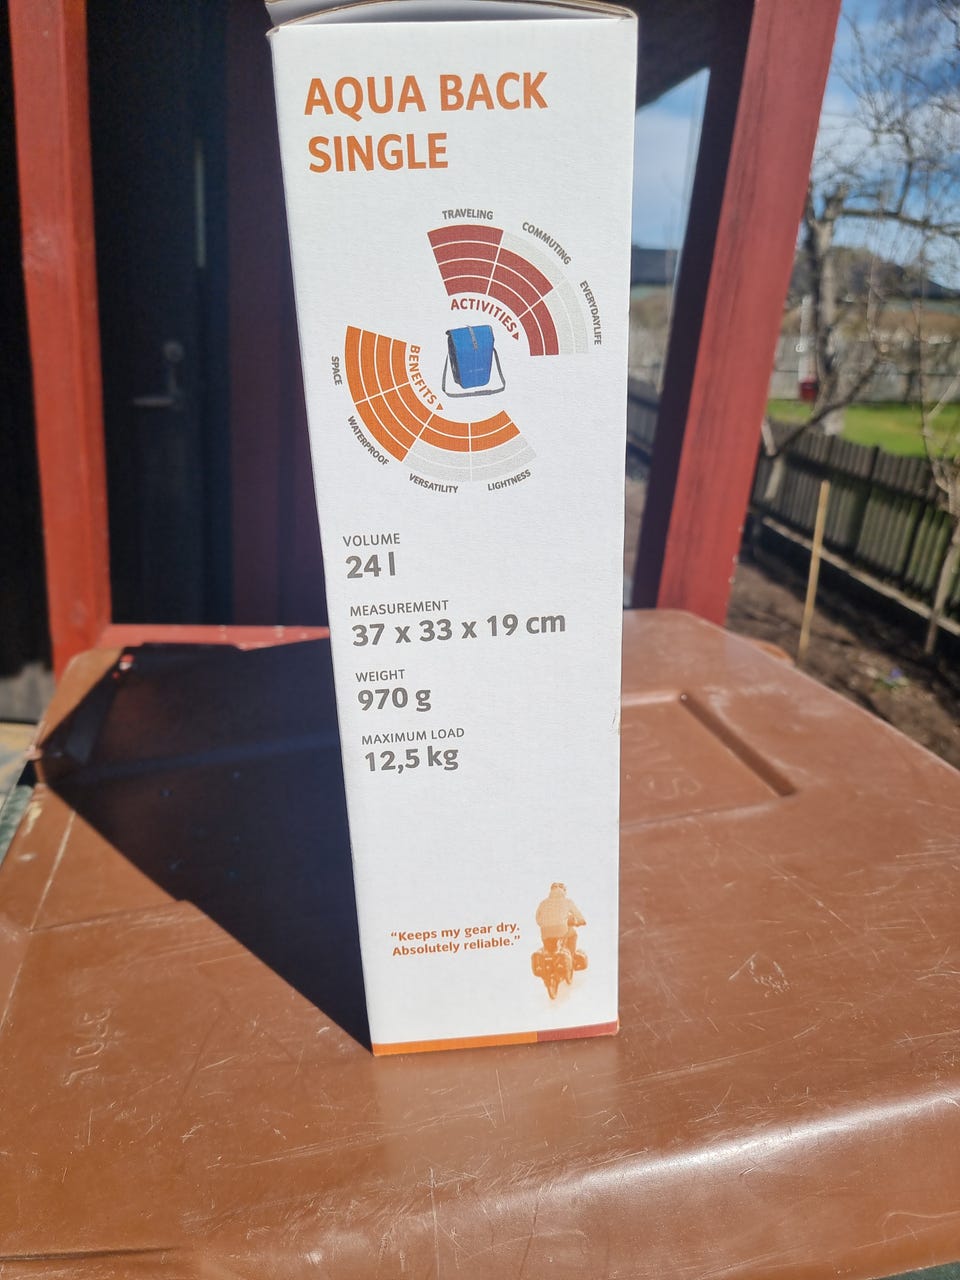 AQUA BACK
SINGLE
TRAVELING
COMMUTING
EVERYDAYLIFE
ACTIVITIES
BENEFITS
SPACE
WATERPROOF
VERSATILITY
LIGHTNESS
VOLUME
24 l
MEASUREMENT
37 x 33 x 19 cm
WEIGHT
970 g
MAXIMUM LOAD
12,5 kg
“Keeps my gear dry.
Absolutely reliable.”